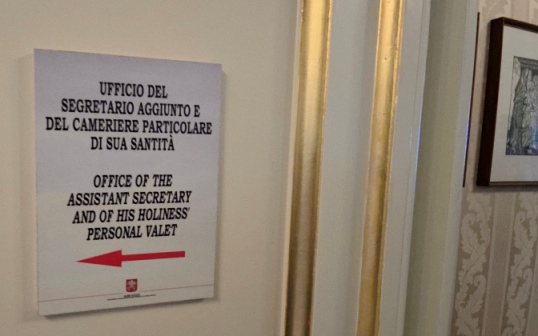 UFFICIO DEL
SEGRETARIO AGGIUNTO E
DEL CAMERIERE PARTICOLARE
DI SUA SANTITÀ
OFFICE OF THE
ASSISTANT SECRETARY
AND OF HIS HOLINESS'
PERSONAL VALET